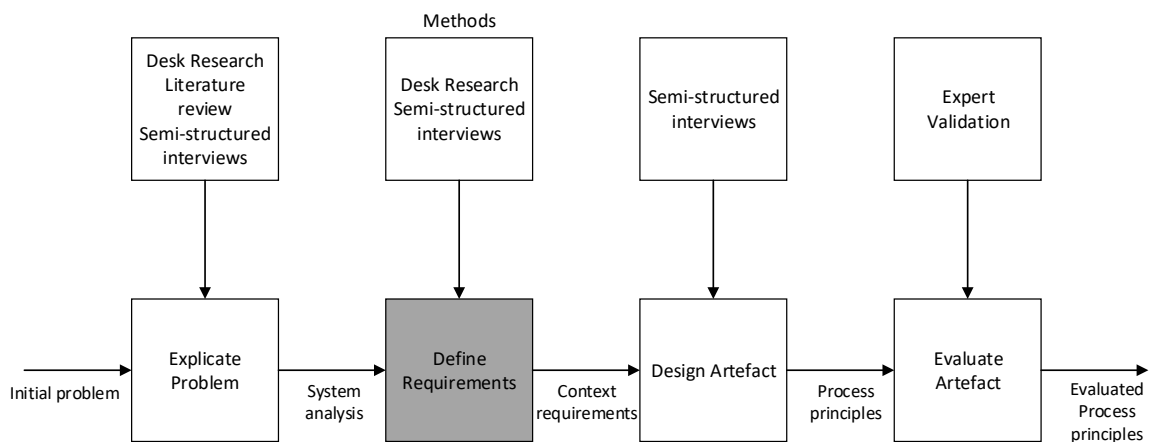 Methods
Desk Research
Literature
review
Semi-structured
interviews
Desk Research
Semi-structured
interviews
Semi-structured
interviews
Expert
Validation
Initial problem
Explicate
Problem
System
analysis
Define
Requirements
Context
requirements
Design Artefact
Process
principles
Evaluate
Artefact
Evaluated
Process
principles